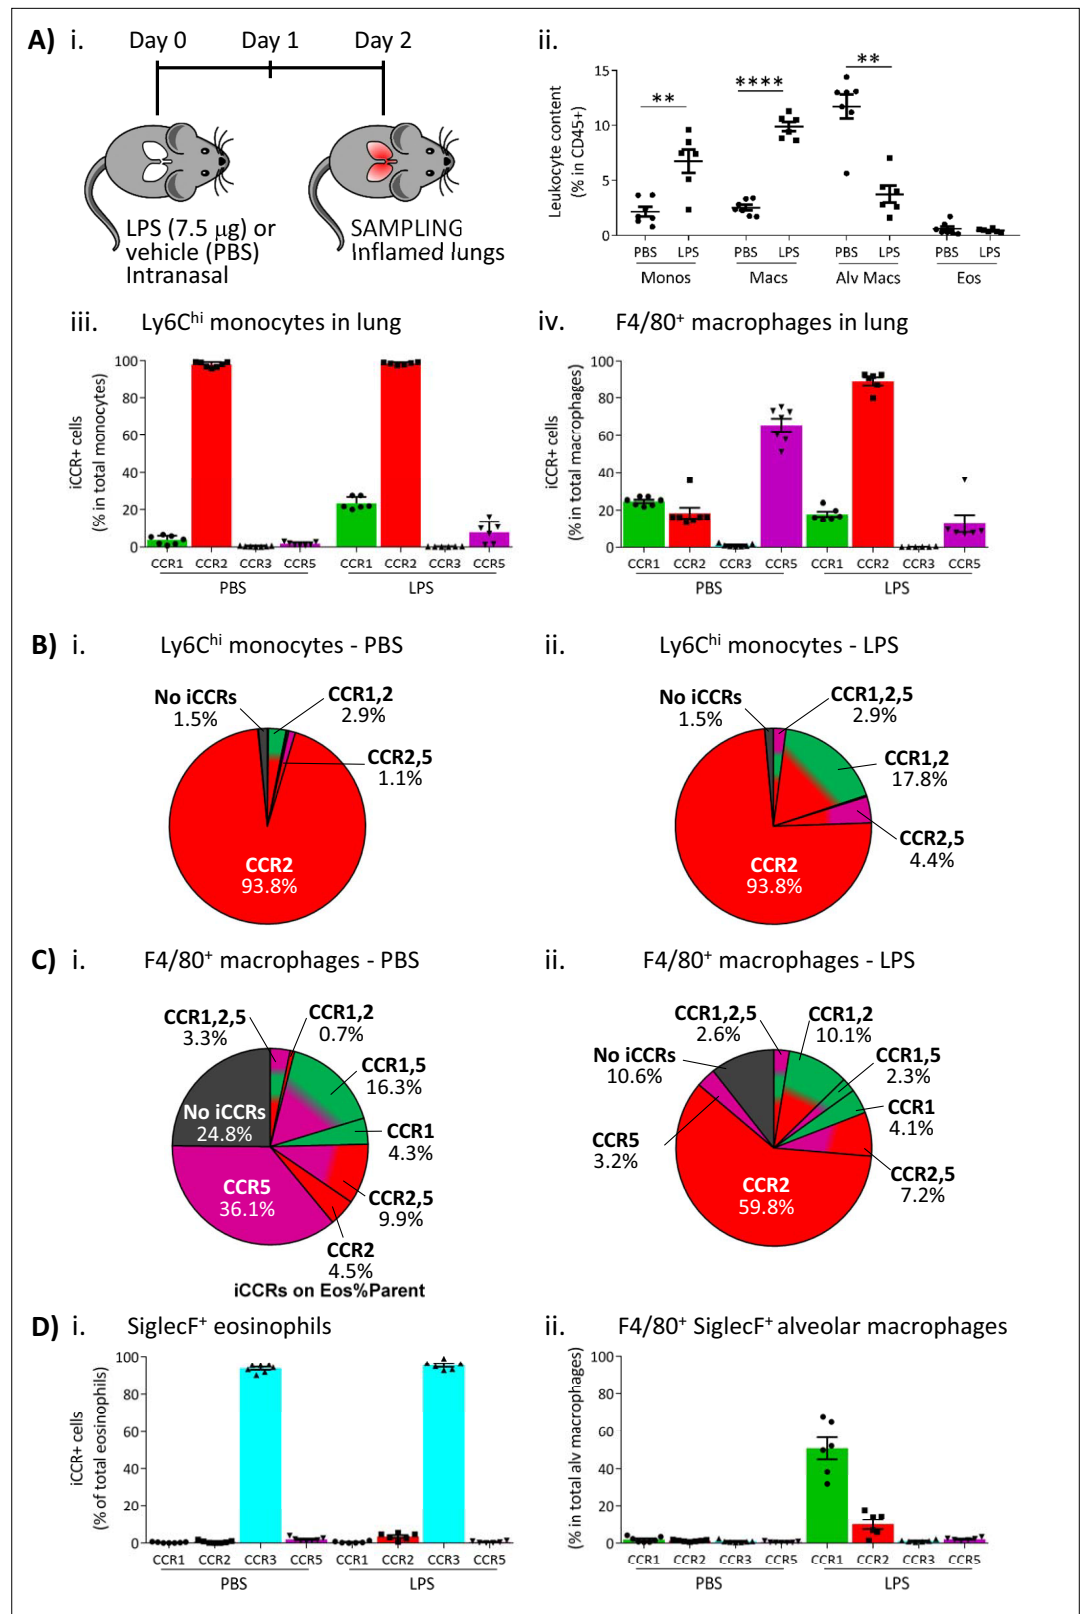 A) i. Day 0 Day 1 Day 2
LPS (7.5 µg) or
vehicle (PBS)
Intranasal
SAMPLING
Inflamed lungs
ii.
Leukocyte content
(% in CD45+)
15
10
5
0
** **** **
PBS LPS PBS LPS PBS LPS PBS LPS
Monos Macs Alv Macs Eos
iii. Ly6Chi monocytes in lung
iCCR+ cells
(% in total monocytes)
100
80
60
40
20
0
CCR1 CCR2 CCR3 CCR5 CCR1 CCR2 CCR3 CCR5
PBS LPS
iv. F4/80+ macrophages in lung
iCCR+ cells
(% in total macrophages)
100
80
60
40
20
0
CCR1 CCR2 CCR3 CCR5 CCR1 CCR2 CCR3 CCR5
PBS LPS
B) i. Ly6Chi monocytes - PBS
No iCCRs
1.5%
CCR1,2
2.9%
CCR2,5
1.1%
CCR2
93.8%
ii. Ly6Chi monocytes - LPS
No iCCRs
1.5%
CCR1,2,5
2.9%
CCR1,2
17.8%
CCR2,5
4.4%
CCR2
93.8%
C) i. F4/80+ macrophages - PBS
CCR1,2,5
3.3%
CCR1,2
0.7%
CCR1,5
16.3%
CCR1
4.3%
CCR2,5
9.9%
CCR2
4.5%
CCR5
36.1%
No iCCRs
24.8%
ii. F4/80+ macrophages - LPS
CCR1,2,5
2.6%
CCR1,2
10.1%
CCR1,5
2.3%
CCR1
4.1%
CCR2,5
7.2%
CCR2
59.8%
CCR5
3.2%
No iCCRs
10.6%
iCCRs on Eos%Parent
D) i. SiglecF+ eosinophils
iCCR+ cells
(% of total eosinophils)
100
80
60
40
20
0
CCR1 CCR2 CCR3 CCR5 CCR1 CCR2 CCR3 CCR5
PBS LPS
ii. F4/80+ SiglecF+ alveolar macrophages
(% in total alv macrophages)
100
80
60
40
20
0
CCR1 CCR2 CCR3 CCR5 CCR1 CCR2 CCR3 CCR5
PBS LPS